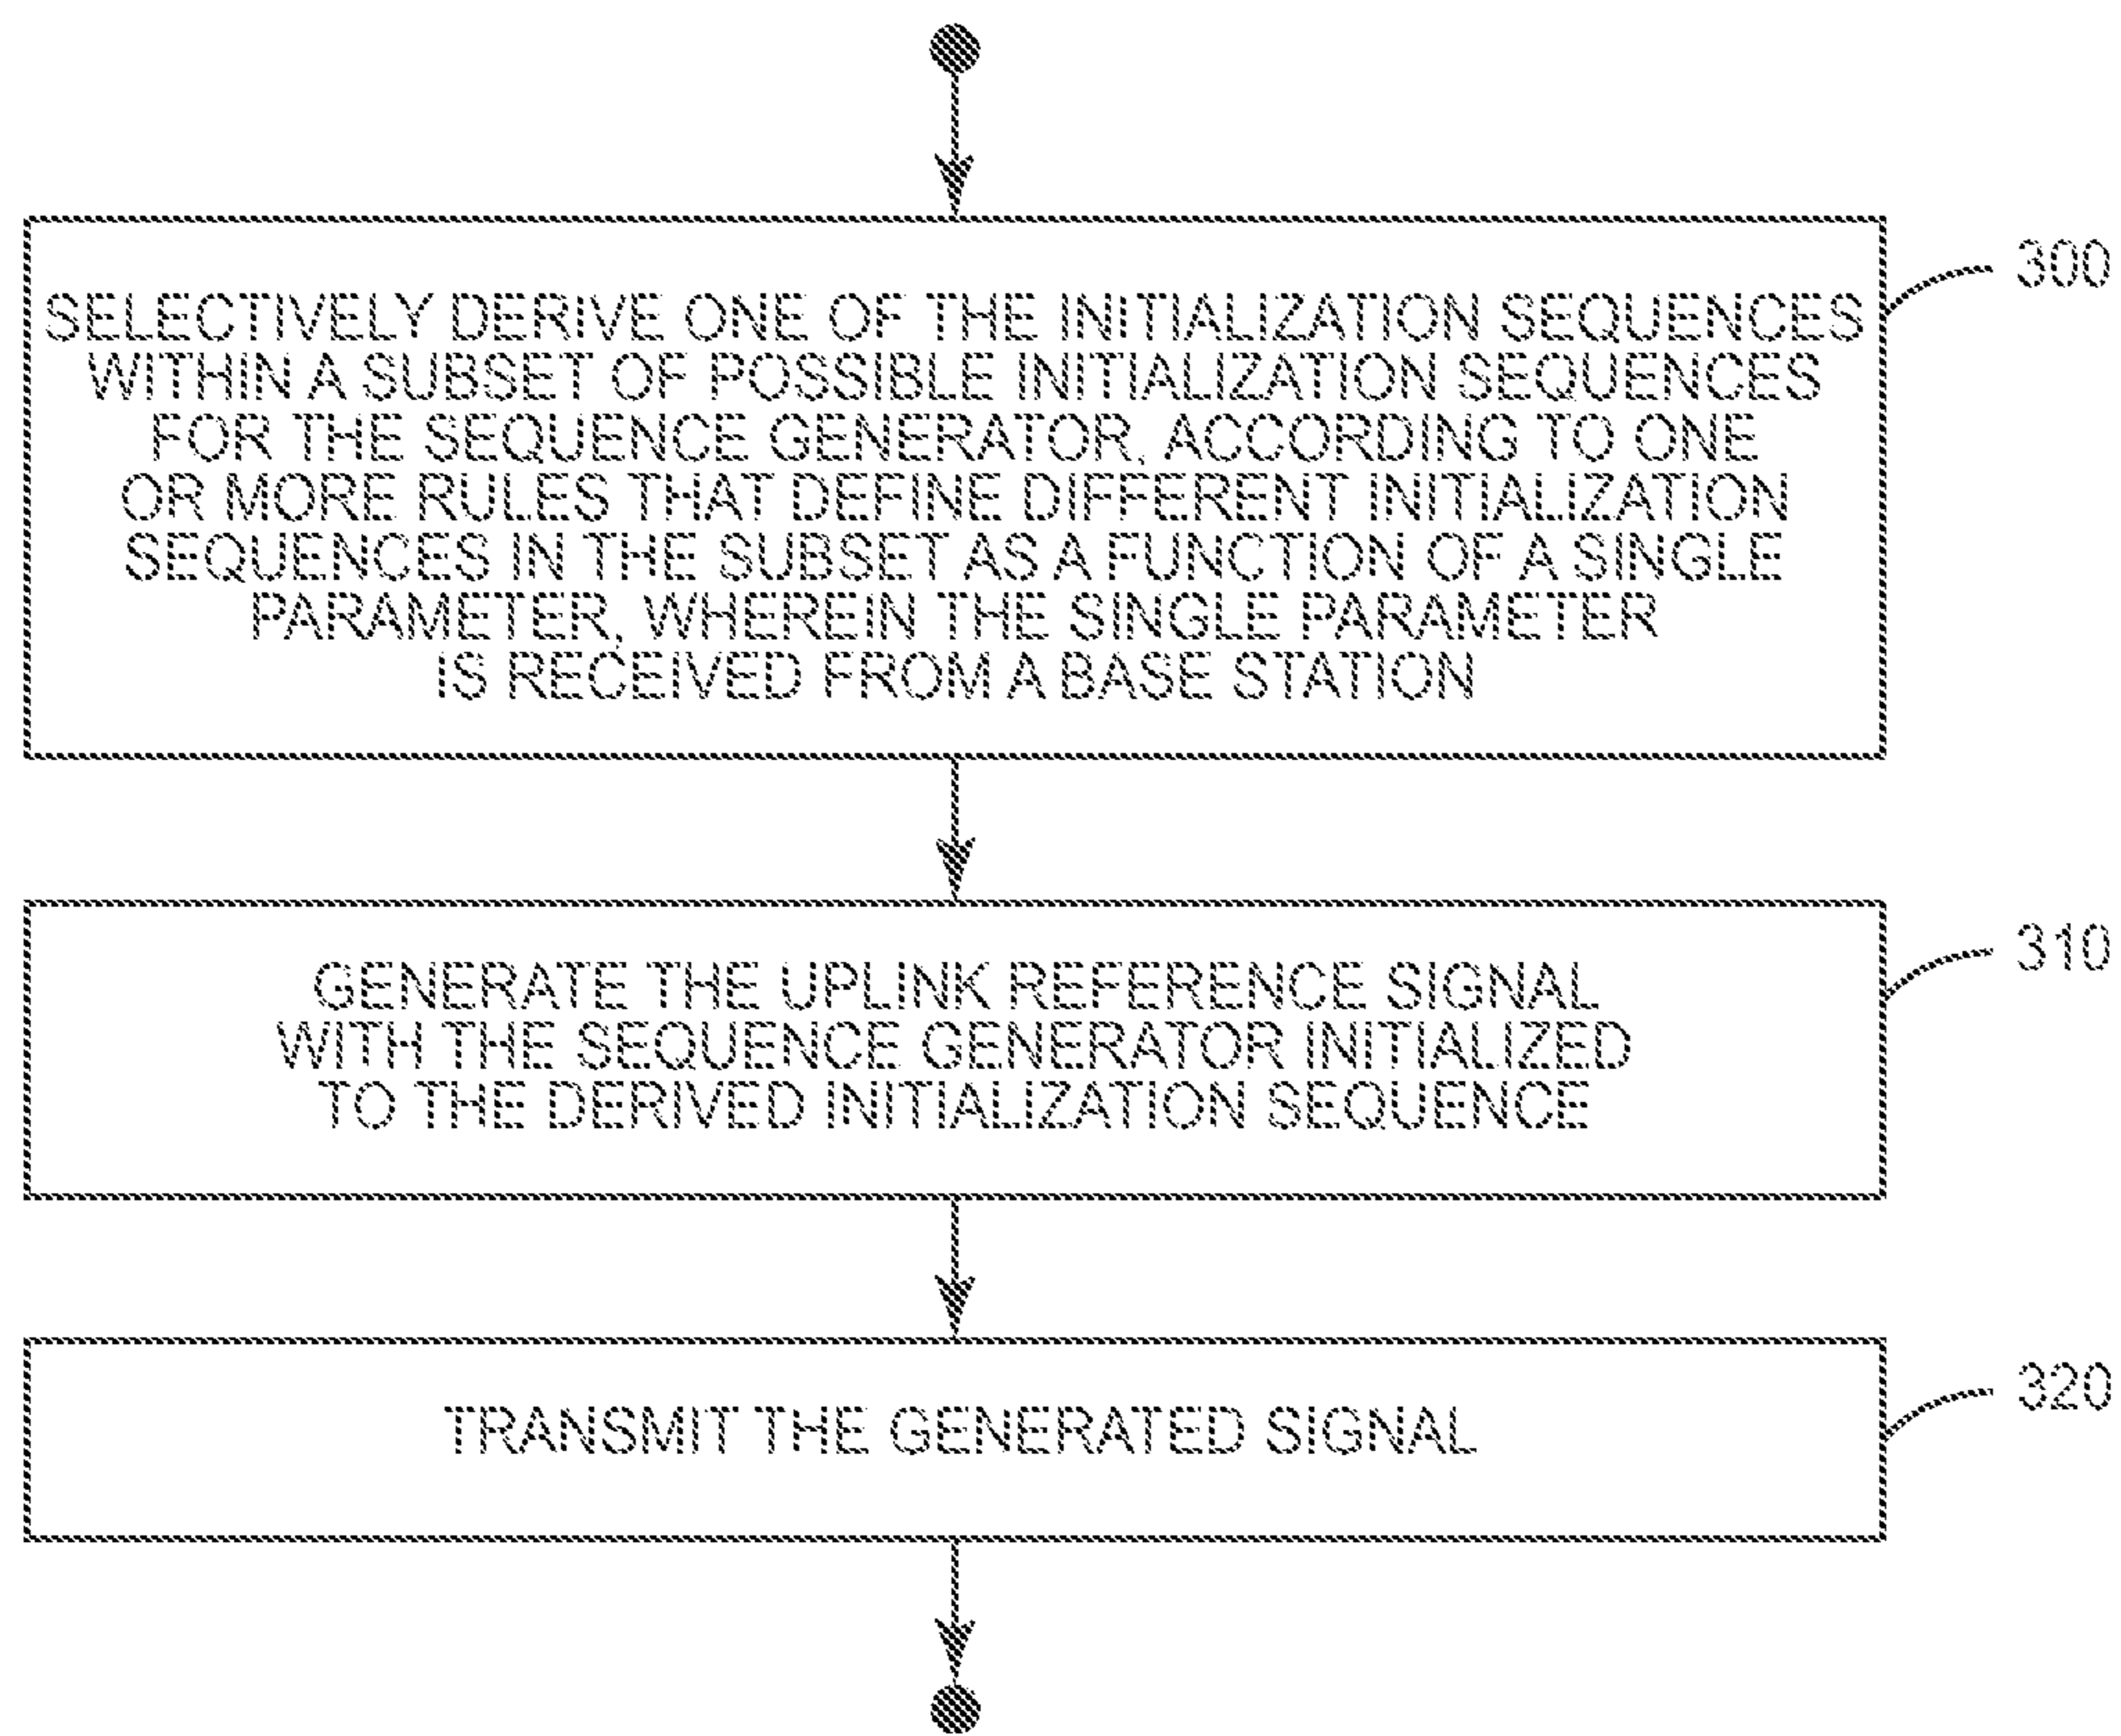 300
SELECTIVELY DERIVE ONE OF THE INITIALIZATION SEQUENCES
WITHIN A SUBSET OF POSSIBLE INITIALIZATION SEQUENCES
FOR THE SEQUENCE GENERATOR, ACCORDING TO ONE
OR MORE RULES THAT DEFINE DIFFERENT INITIALIZATION
SEQUENCES IN THE SUBSET AS A FUNCTION OF A SINGLE
PARAMETER, WHEREIN THE SINGLE PARAMETER
IS RECEIVED FROM A BASE STATION
310
GENERATE THE UPLINK REFERENCE SIGNAL
WITH THE SEQUENCE GENERATOR INITIALIZED
TO THE DERIVED INITIALIZATION SEQUENCE
320
TRANSMIT THE GENERATED SIGNAL